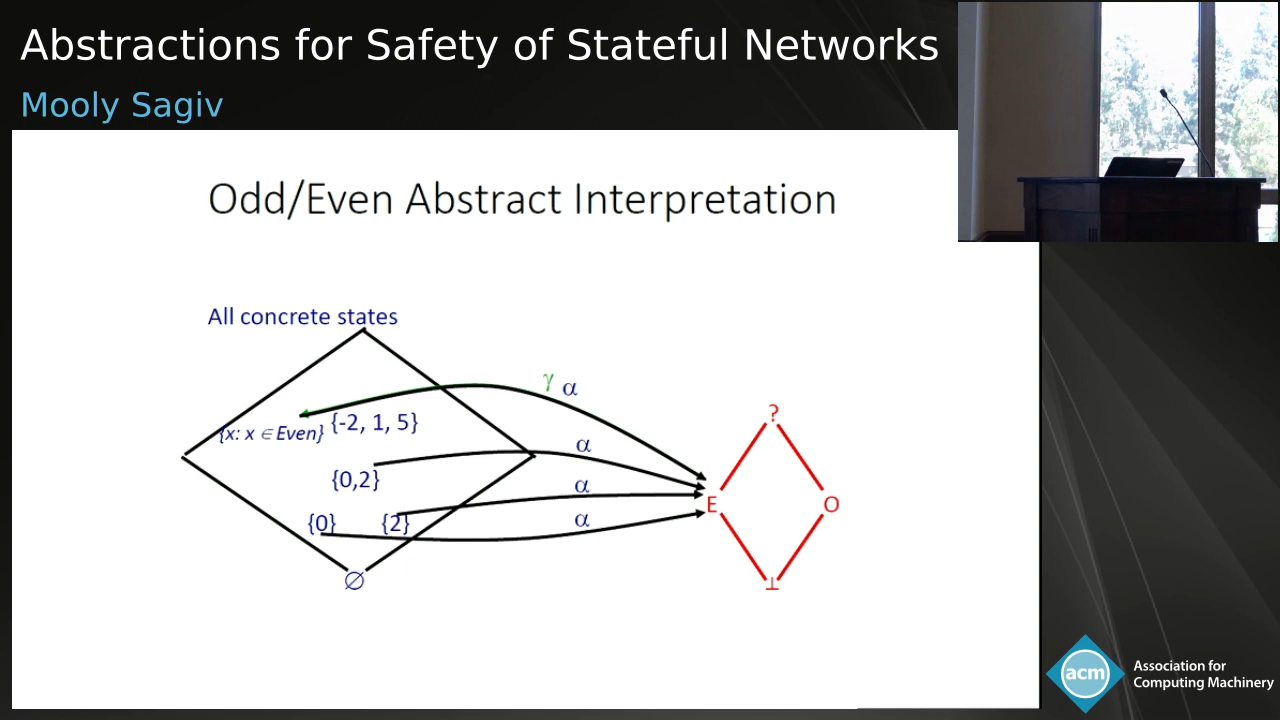 Abstractions for Safety of Stateful Networks
Mooly Sagiv
Odd/Even Abstract Interpretation
All concrete states
γ α
{x: x ∈ Even} {-2, 1, 5}
α
{0,2}
α
{0} {2}
α
∅
?
E O
⊥
acm
Association for
Computing Machinery